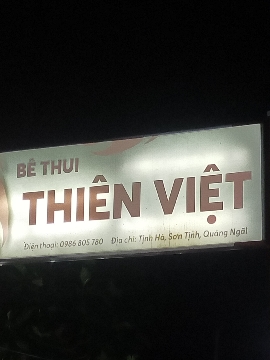 BÊ THUI
THIÊN VIỆT
Điện thoại: 0986 805 780 Địa chỉ: Tịnh Hà, Sơn Tịnh, Quảng Ngãi